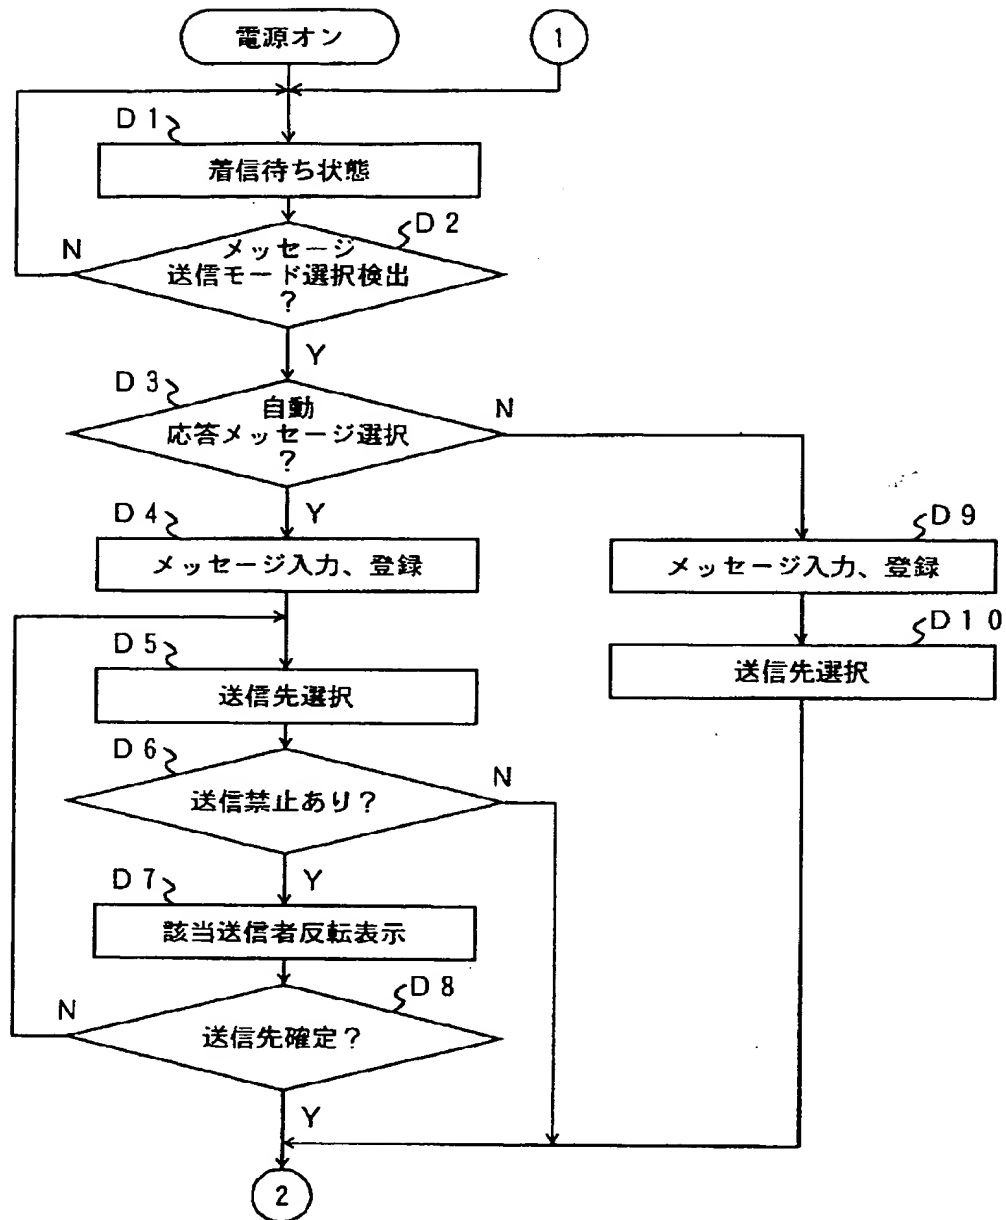 電源オン
1
D1
着信待ち状態
D2
メッセージ
送信モード選択検出
?
N
Y
D3
自動
応答メッセージ選択
?
N
Y
D4
メッセージ入力、登録
D9
メッセージ入力、登録
D5
送信先選択
D10
送信先選択
D6
送信禁止あり?
N
Y
D7
該当送信者反転表示
D8
送信先確定?
N
Y
2